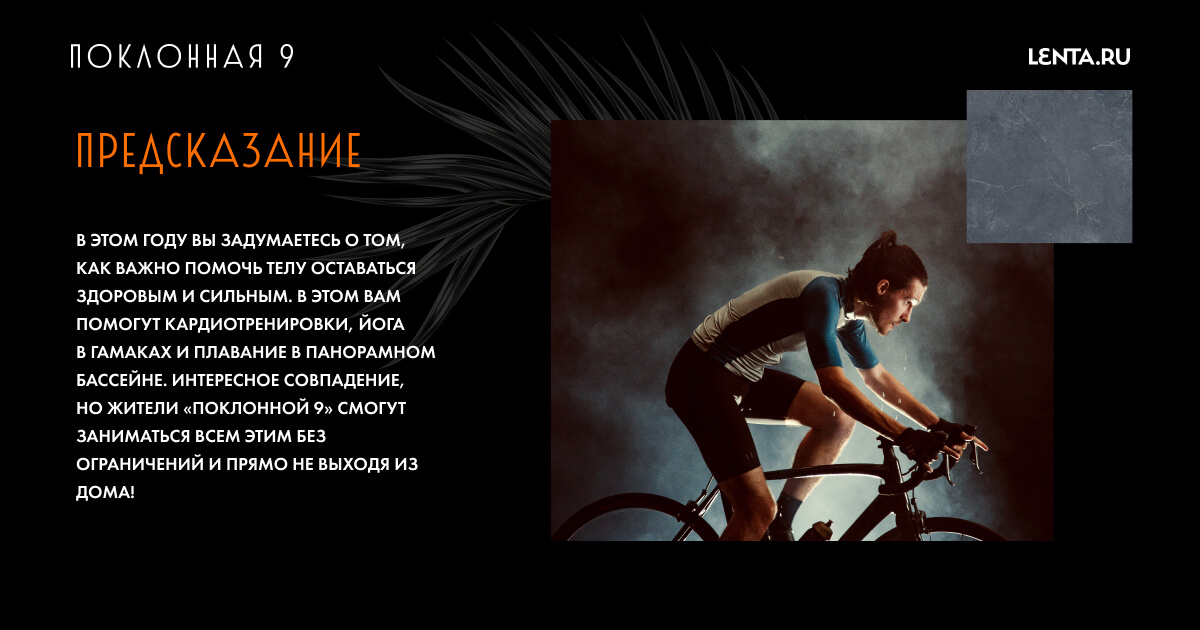 ПОКЛОННАЯ 9
LENTA.RU
ПРЕДСКАЗАНИЕ
В ЭТОМ ГОДУ ВЫ ЗАДУМАЕТЕСЬ О ТОМ,
КАК ВАЖНО ПОМОЧЬ ТЕЛУ ОСТАВАТЬСЯ
ЗДОРОВЫМ И СИЛЬНЫМ. В ЭТОМ ВАМ
ПОМОГУТ КАРДИОТРЕНИРОВКИ, ЙОГА
В ГАМАКАХ И ПЛАВАНИЕ В ПАНОРАМНОМ
БАССЕЙНЕ. ИНТЕРЕСНОЕ СОВПАДЕНИЕ,
НО ЖИТЕЛИ «ПОКЛОННОЙ 9» СМОГУТ
ЗАНИМАТЬСЯ ВСЕМ ЭТИМ БЕЗ
ОГРАНИЧЕНИЙ И ПРЯМО НЕ ВЫХОДЯ ИЗ
ДОМА!